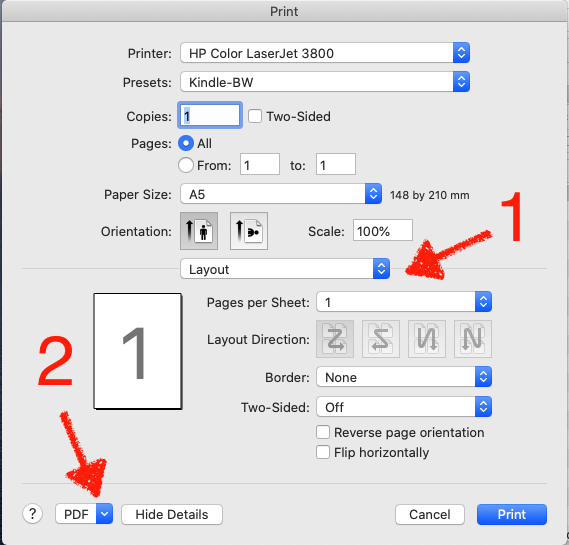 Print
Printer: HP Color LaserJet 3800
Presets: Kindle-BW
Copies: 1 Two-Sided
Pages: All
From: 1 to: 1
Paper Size: A5 148 by 210 mm
Orientation: Scale: 100%
1
Layout
Pages per Sheet: 1
1
Layout Direction:
2
Border: None
Two-Sided: Off
Reverse page orientation
Flip horizontally
? PDF Hide Details Cancel Print